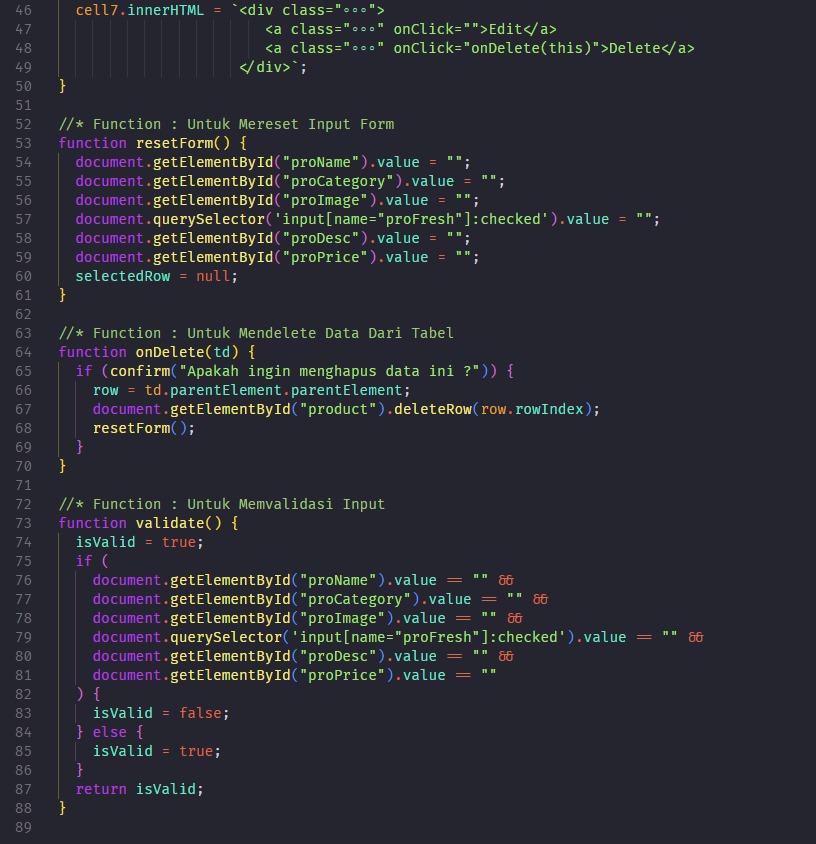 46 cell7.innerHTML = `<div class="∘∘∘">
47 <a class="∘∘∘" onClick="">Edit</a>
48 <a class="∘∘∘" onClick="onDelete(this)">Delete</a>
49 </div>`;
50 }
51
52 //* Function : Untuk Mereset Input Form
53 function resetForm() {
54 document.getElementById("proName").value = "";
55 document.getElementById("proCategory").value = "";
56 document.getElementById("proImage").value = "";
57 document.querySelector('input[name="proFresh"]:checked').value = "";
58 document.getElementById("proDesc").value = "";
59 document.getElementById("proPrice").value = "";
60 selectedRow = null;
61 }
62
63 //* Function : Untuk Mendelete Data Dari Tabel
64 function onDelete(td) {
65 if (confirm("Apakah ingin menghapus data ini ?")) {
66 row = td.parentElement.parentElement;
67 document.getElementById("product").deleteRow(row.rowIndex);
68 resetForm();
69 }
70 }
71
72 //* Function : Untuk Memvalidasi Input
73 function validate() {
74 isValid = true;
75 if (
76 document.getElementById("proName").value == "" &&
77 document.getElementById("proCategory").value == "" &&
78 document.getElementById("proImage").value == "" &&
79 document.querySelector('input[name="proFresh"]:checked').value == "" &&
80 document.getElementById("proDesc").value == "" &&
81 document.getElementById("proPrice").value == ""
82 ) {
83 isValid = false;
84 } else {
85 isValid = true;
86 }
87 return isValid;
88 }
89